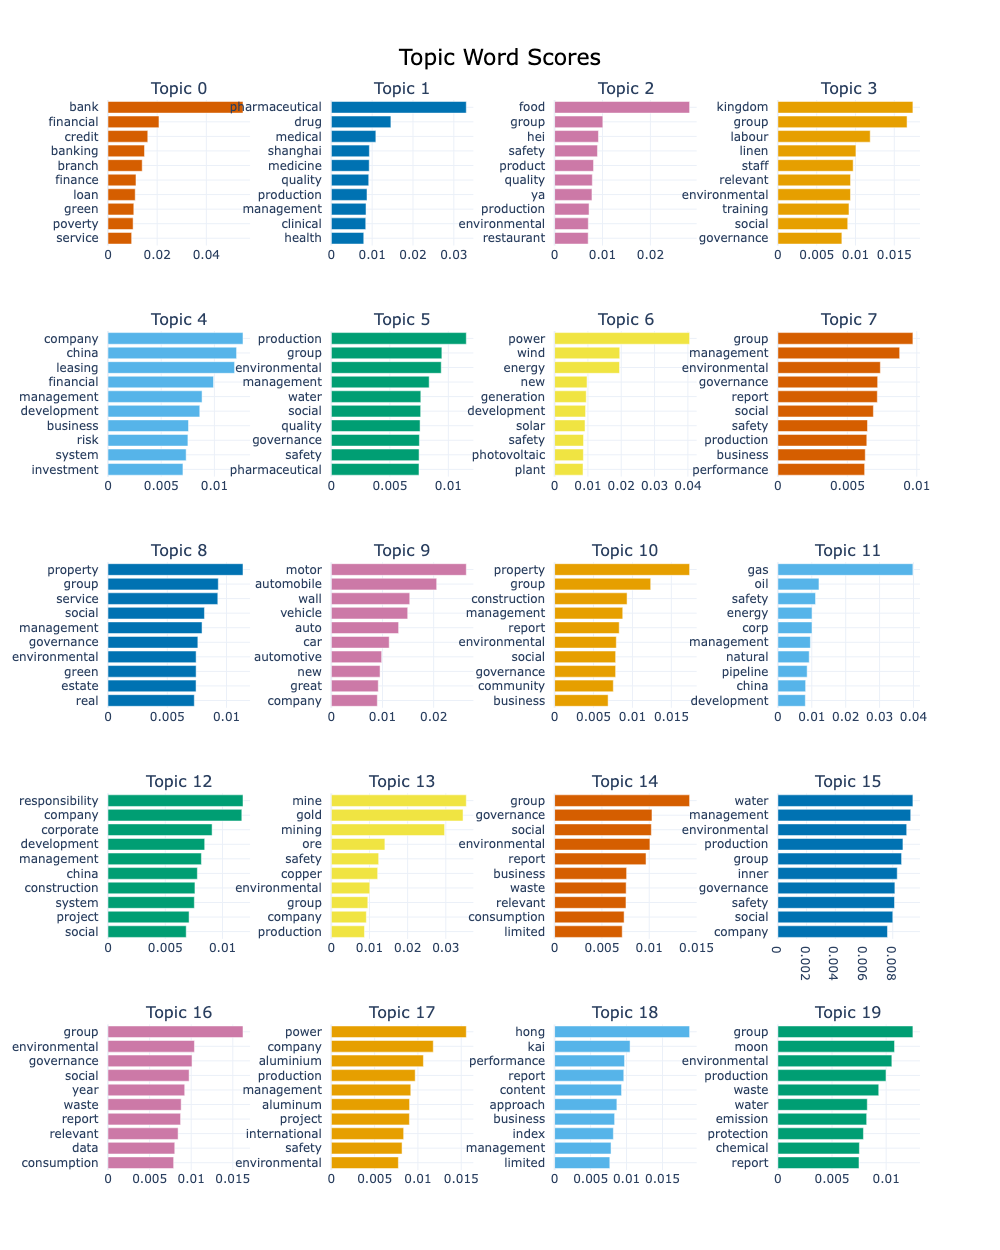 Topic Word Scores
Topic 0
bank
financial
credit
banking
branch
finance
loan
green
poverty
service
0 0.02 0.04
Topic 1
pharmaceutical
drug
medical
shanghai
medicine
quality
production
management
clinical
health
0 0.01 0.02 0.03
Topic 2
food
group
hei
safety
product
quality
ya
production
environmental
restaurant
0 0.01 0.02
Topic 3
kingdom
group
labour
linen
staff
relevant
environmental
training
social
governance
0 0.005 0.01 0.015
Topic 4
company
china
leasing
financial
management
development
business
risk
system
investment
0 0.005 0.01
Topic 5
production
group
environmental
management
water
social
quality
governance
safety
pharmaceutical
0 0.005 0.01
Topic 6
power
wind
energy
new
generation
development
solar
safety
photovoltaic
plant
0 0.01 0.02 0.03 0.04
Topic 7
group
management
environmental
governance
report
social
safety
production
business
performance
0 0.005 0.01
Topic 8
property
group
service
social
management
governance
environmental
green
estate
real
0 0.005 0.01
Topic 9
motor
automobile
wall
vehicle
auto
car
automotive
new
great
company
0 0.01 0.02
Topic 10
property
group
construction
management
report
environmental
social
governance
community
business
0 0.005 0.01 0.015
Topic 11
gas
oil
safety
energy
corp
management
natural
pipeline
china
development
0 0.01 0.02 0.03 0.04
Topic 12
responsibility
company
corporate
development
management
china
construction
system
project
social
0 0.005 0.01
Topic 13
mine
gold
mining
ore
safety
copper
environmental
group
company
production
0 0.01 0.02 0.03
Topic 14
group
governance
social
environmental
report
business
waste
relevant
consumption
limited
0 0.005 0.01 0.015
Topic 15
water
management
environmental
production
group
inner
governance
safety
social
company
0 0.002 0.004 0.006 0.008
Topic 16
group
environmental
governance
social
year
waste
report
relevant
data
consumption
0 0.005 0.01 0.015
Topic 17
power
company
aluminium
production
management
aluminum
project
international
safety
environmental
0 0.005 0.01 0.015
Topic 18
hong
kai
performance
report
content
approach
business
index
management
limited
0 0.005 0.01 0.015
Topic 19
group
moon
environmental
production
waste
water
emission
protection
chemical
report
0 0.005 0.01